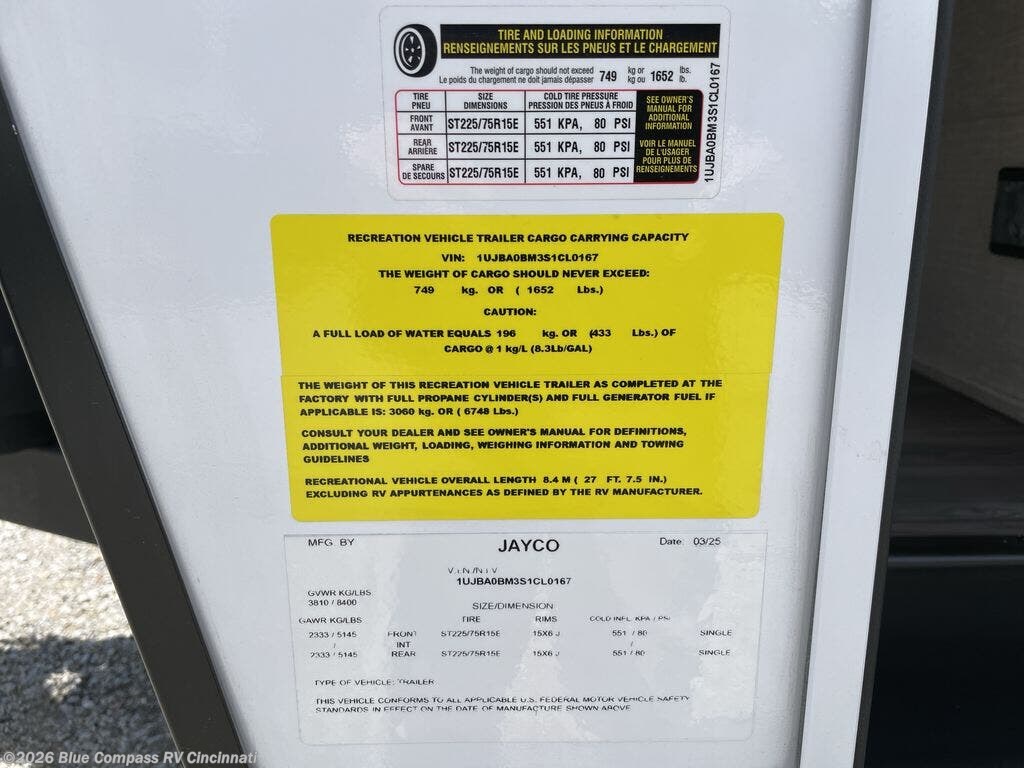 TIRE AND LOADING INFORMATION
RENSEIGNEMENTS SUR LES PNEUS ET LE CHARGEMENT
The weight of cargo should not exceed 749 kg or 1652 lbs.
Le poids du chargement ne doit jamais dépasser kg ou lb.
TIRE SIZE COLD TIRE PRESSURE
PNEU DIMENSIONS PRESSION DES PNEUS À FROID
FRONT
AVANT ST225/75R15E 551 KPA, 80 PSI
REAR
ARRIÈRE ST225/75R15E 551 KPA, 80 PSI
SPARE
DE SECOURS ST225/75R15E 551 KPA, 80 PSI
SEE OWNER'S
MANUAL FOR
ADDITIONAL
INFORMATION
VOIR LE MANUEL
DE L'USAGER
POUR PLUS DE
RENSEIGNEMENTS
1UJBA0BM3S1CL0167
RECREATION VEHICLE TRAILER CARGO CARRYING CAPACITY
VIN: 1UJBA0BM3S1CL0167
THE WEIGHT OF CARGO SHOULD NEVER EXCEED:
749 kg. OR ( 1652 Lbs.)
CAUTION:
A FULL LOAD OF WATER EQUALS 196 kg. OR (433 Lbs.) OF
CARGO @ 1 kg/L (8.3Lb/GAL)
THE WEIGHT OF THIS RECREATION VEHICLE TRAILER AS COMPLETED AT THE
FACTORY WITH FULL PROPANE CYLINDER(S) AND FULL GENERATOR FUEL IF
APPLICABLE IS: 3060 kg. OR ( 6748 Lbs.)
CONSULT YOUR DEALER AND SEE OWNER'S MANUAL FOR DEFINITIONS,
ADDITIONAL WEIGHT, LOADING, WEIGHING INFORMATION AND TOWING
GUIDELINES
RECREATIONAL VEHICLE OVERALL LENGTH 8.4 M ( 27 FT. 7.5 IN.)
EXCLUDING RV APPURTENANCES AS DEFINED BY THE RV MANUFACTURER.
MFG. BY JAYCO Date: 03/25
V.I.N./N.I.V
1UJBA0BM3S1CL0167
GVWR KG/LBS
3810 / 8400
SIZE/DIMENSION
GAWR KG/LBS TIRE RIMS COLD INFL. KPA / PSI
2333 / 5145 FRONT ST225/75R15E 15X6 J 551 / 80 SINGLE
/ INT /
2333 / 5145 REAR ST225/75R15E 15X6 J 551 / 80 SINGLE
TYPE OF VEHICLE: TRAILER
THIS VEHICLE CONFORMS TO ALL APPLICABLE U.S. FEDERAL MOTOR VEHICLE SAFETY
STANDARDS IN EFFECT ON THE DATE OF MANUFACTURE SHOWN ABOVE
©2026 Blue Compass RV Cincinnati